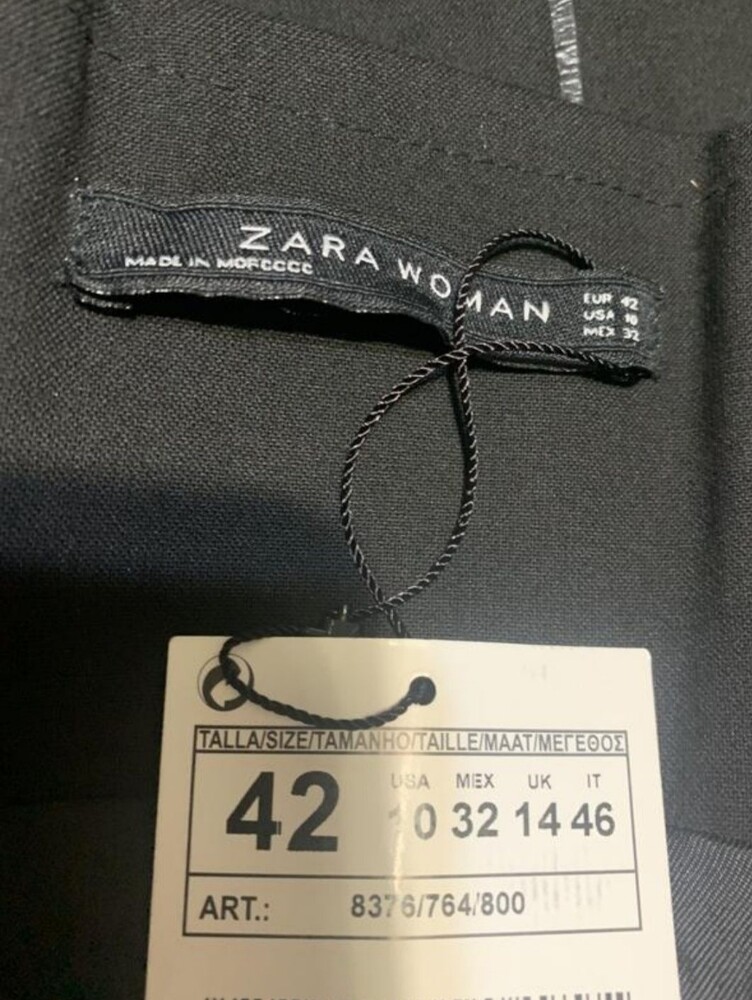 ZARA WOMAN
MADE IN MOROCCO
EUR 42
USA 10
MEX 32
TALLA/SIZE/TAMANHO/TAILLE/MAAT/ΜΕΓΕΘΟΣ
42
USA MEX UK IT
10 32 14 46
ART.: 8376/764/800